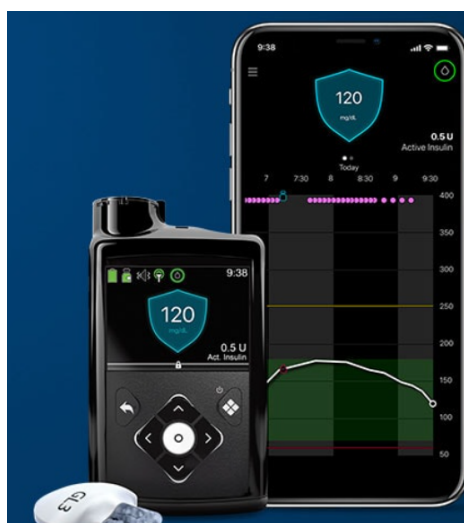 9:38
120
mg/dL
0.5 U
Active Insulin
Today
7 7:30 8 8:30 9 9:30
400
350
300
250
200
150
100
50
9:38
120
mg/dL
0.5 U
Act. Insulin
GL3